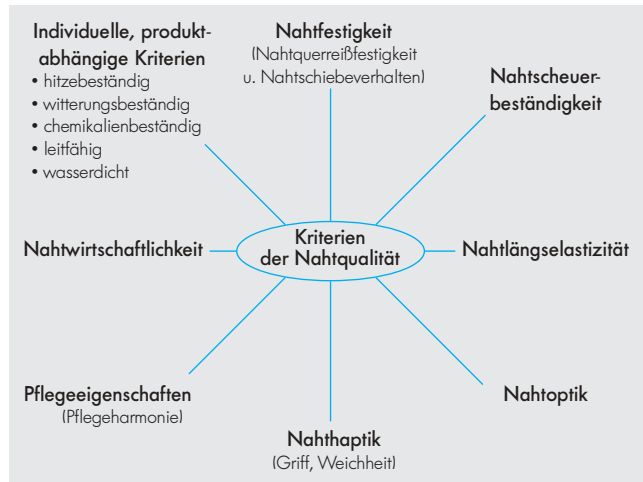 Individuelle, produkt-
abhängige Kriterien
• hitzebeständig
• witterungsbeständig
• chemikalienbeständig
• leitfähig
• wasserdicht
Nahtfestigkeit
(Nahtquerreißfestigkeit
u. Nahtschiebeverhalten)
Nahtscheuer-
beständigkeit
Nahtwirtschaftlichkeit
Kriterien
der Nahtqualität
Nahtlängselastizität
Pflegeeigenschaften
(Pflegeharmonie)
Nahthaptik
(Griff, Weichheit)
Nahtoptik